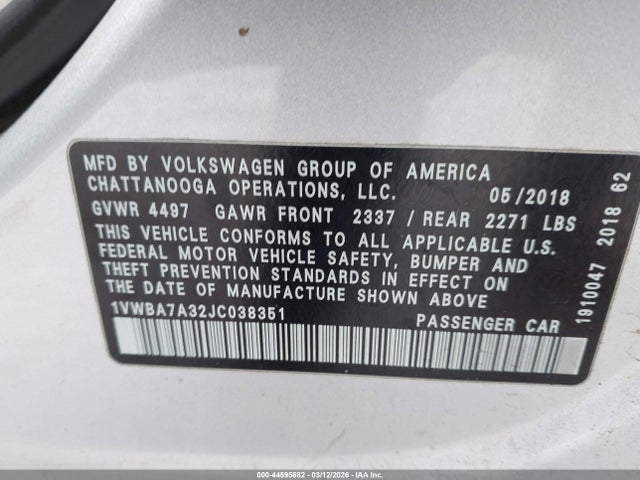 MFD BY VOLKSWAGEN GROUP OF AMERICA
CHATTANOOGA OPERATIONS, LLC. 05/2018
GVWR 4497 GAWR FRONT 2337 / REAR 2271 LBS
THIS VEHICLE CONFORMS TO ALL APPLICABLE U.S.
FEDERAL MOTOR VEHICLE SAFETY, BUMPER AND
THEFT PREVENTION STANDARDS IN EFFECT ON
THE DATE OF MANUFACTURE SHOWN ABOVE
1VWBA7A32JC038351 PASSENGER CAR
1910047 2018 62
000-44595682 - 03/12/2026 - IAA Inc.